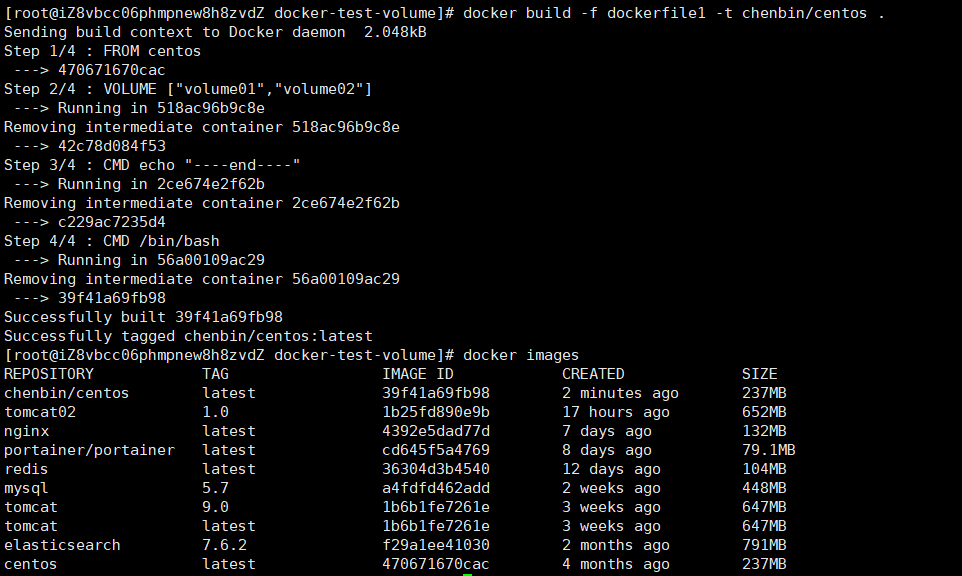 [root@iZ8vbcc06phmpnew8h8zvdZ docker-test-volume]# docker build -f dockerfile1 -t chenbin/centos .
Sending build context to Docker daemon  2.048kB
Step 1/4 : FROM centos
 ---> 470671670cac
Step 2/4 : VOLUME ["volume01","volume02"]
 ---> Running in 518ac96b9c8e
Removing intermediate container 518ac96b9c8e
 ---> 42c78d084f53
Step 3/4 : CMD echo "----end----"
 ---> Running in 2ce674e2f62b
Removing intermediate container 2ce674e2f62b
 ---> c229ac7235d4
Step 4/4 : CMD /bin/bash
 ---> Running in 56a00109ac29
Removing intermediate container 56a00109ac29
 ---> 39f41a69fb98
Successfully built 39f41a69fb98
Successfully tagged chenbin/centos:latest
[root@iZ8vbcc06phmpnew8h8zvdZ docker-test-volume]# docker images
REPOSITORY            TAG                 IMAGE ID            CREATED             SIZE
chenbin/centos        latest              39f41a69fb98        2 minutes ago       237MB
tomcat02              1.0                 1b25fd890e9b        17 hours ago        652MB
nginx                 latest              4392e5dad77d        7 days ago          132MB
portainer/portainer   latest              cd645f5a4769        8 days ago          79.1MB
redis                 latest              36304d3b4540        12 days ago         104MB
mysql                 5.7                 a4fdfd462add        2 weeks ago         448MB
tomcat                9.0                 1b6b1fe7261e        3 weeks ago         647MB
tomcat                latest              1b6b1fe7261e        3 weeks ago         647MB
elasticsearch         7.6.2               f29a1ee41030        2 months ago        791MB
centos                latest              470671670cac        4 months ago        237MB